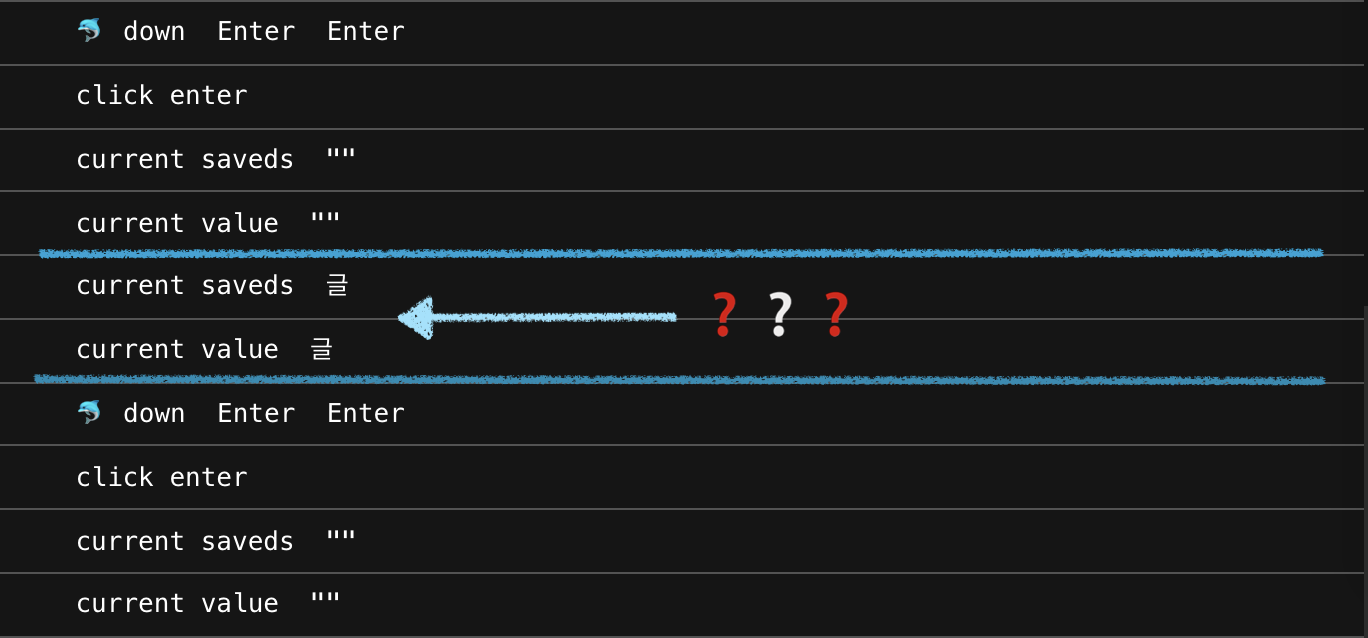 🐬 down Enter Enter
click enter
current saveds ""
current value ""
current saveds 글
❓ ❔ ❓
current value 글
🐬 down Enter Enter
click enter
current saveds ""
current value ""